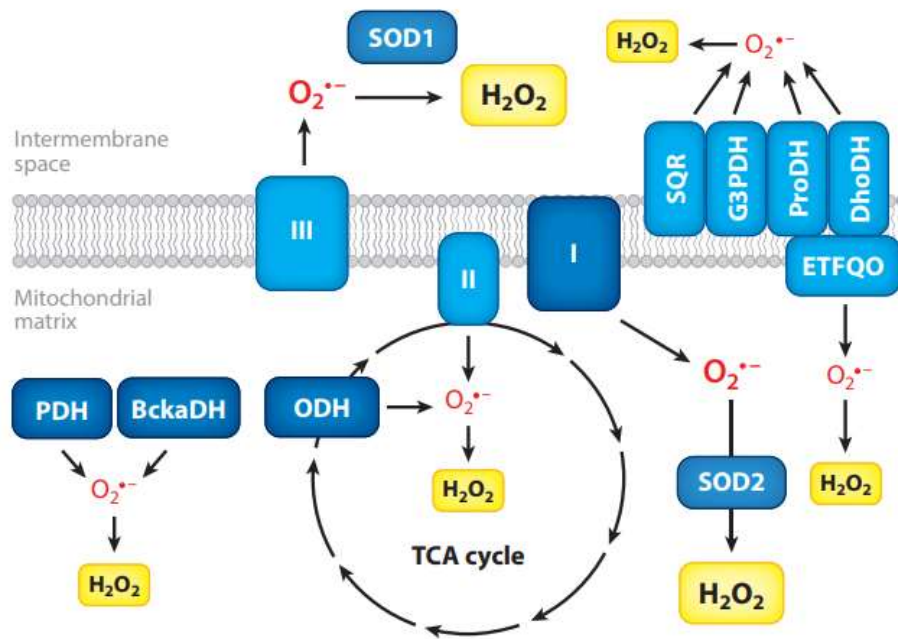 SOD1
O₂•−
H₂O₂
H₂O₂
O₂•−
Intermembrane
space
III
II
I
SQR
G3PDH
ProDH
DhoDH
ETFQO
Mitochondrial
matrix
PDH
BckaDH
O₂•−
H₂O₂
ODH
O₂•−
H₂O₂
TCA cycle
O₂•−
SOD2
H₂O₂
O₂•−
H₂O₂